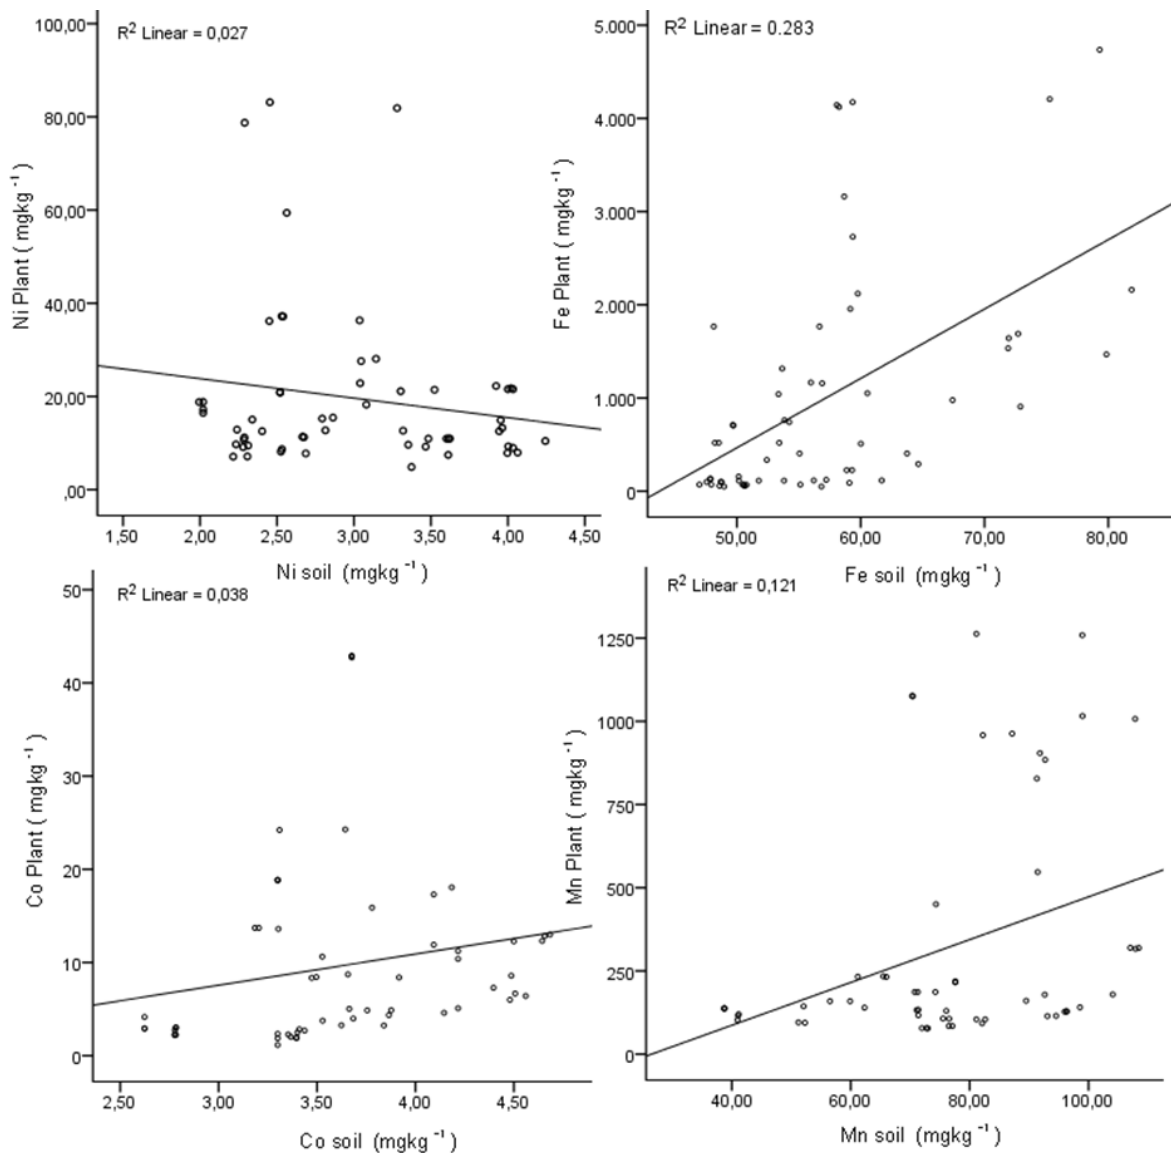 R² Linear = 0,027
100,00
80,00
60,00
40,00
20,00
,00
Ni Plant ( mgkg ⁻¹ )
1,50 2,00 2,50 3,00 3,50 4,00 4,50
Ni soil (mgkg ⁻¹ )
R² Linear = 0.283
5.000
4.000
3.000
2.000
1.000
0
Fe Plant ( mgkg ⁻¹ )
50,00 60,00 70,00 80,00
Fe soil (mgkg ⁻¹ )
R² Linear = 0,038
50
40
30
20
10
0
Co Plant ( mgkg ⁻¹ )
2,50 3,00 3,50 4,00 4,50
Co soil (mgkg ⁻¹ )
R² Linear = 0,121
1250
1000
750
500
250
0
Mn Plant ( mgkg ⁻¹ )
40,00 60,00 80,00 100,00
Mn soil (mgkg ⁻¹ )